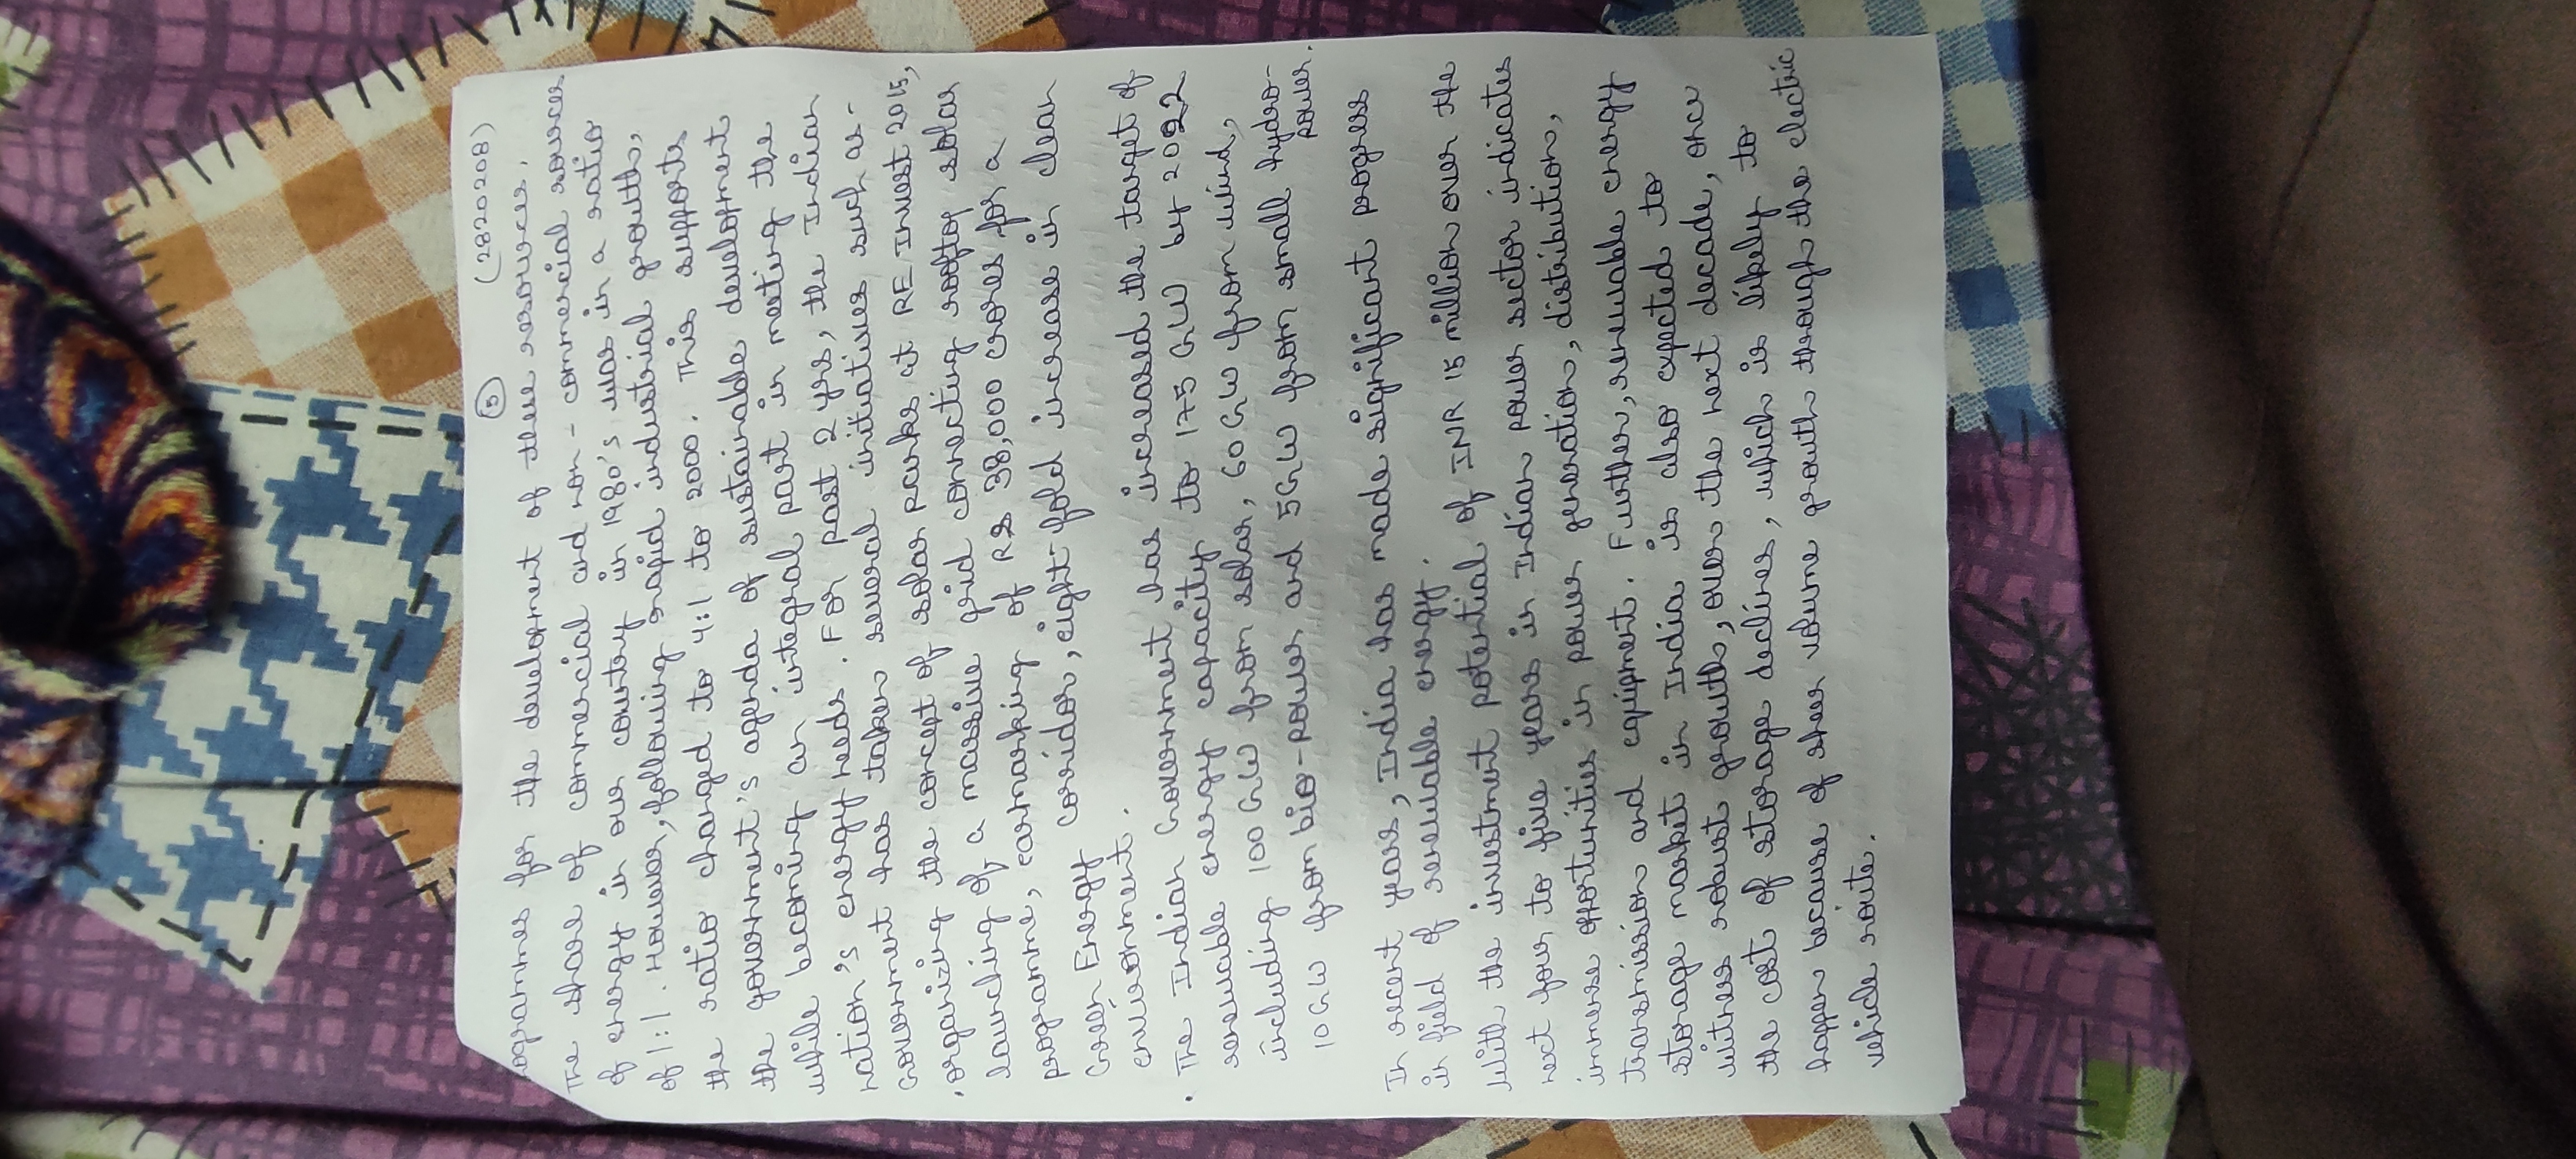 5 (2820208)
ogrammes for the development of these resources.
The share of commercial and non - commercial sources
of energy in our country in 1980's was in a ratio
of 1:1. However, following rapid industrial growth,
the ratio changed to 4:1 to 2000. This supports
the government's agenda of sustainable development
while becoming an integral part in meeting the
nation's energy needs. For past 2 yrs, the Indian
Government has taken several initiatives such as-
. organizing the concept of solar parks at RE Invest 2015,
launching of a massive grid connecting rooftop solar
programme, earmarking of RS 38,000 crores for a
Green Energy corridor, eight-fold increase in clean
environment.
. The Indian Government has increased the target of
renewable energy capacity to 175 GW by 2022
including 100 GW from solar, 60 GW from wind,
10 GW from bio-power and 5GW from small hydro-
power.
In recent years, India has made significant progress
in field of renewable energy.
With the investment potential of INR 15 million over the
next four to five years in Indian power sector indicates
immense opportunities in power generation, distribution,
transmission and equipment. Further, renewable energy
storage market in India is also expected to
witness robust growth, over the next decade, once
the cost of storage declines, which is likely to
happen because of sheer volume growth through the electric
vehicle route.